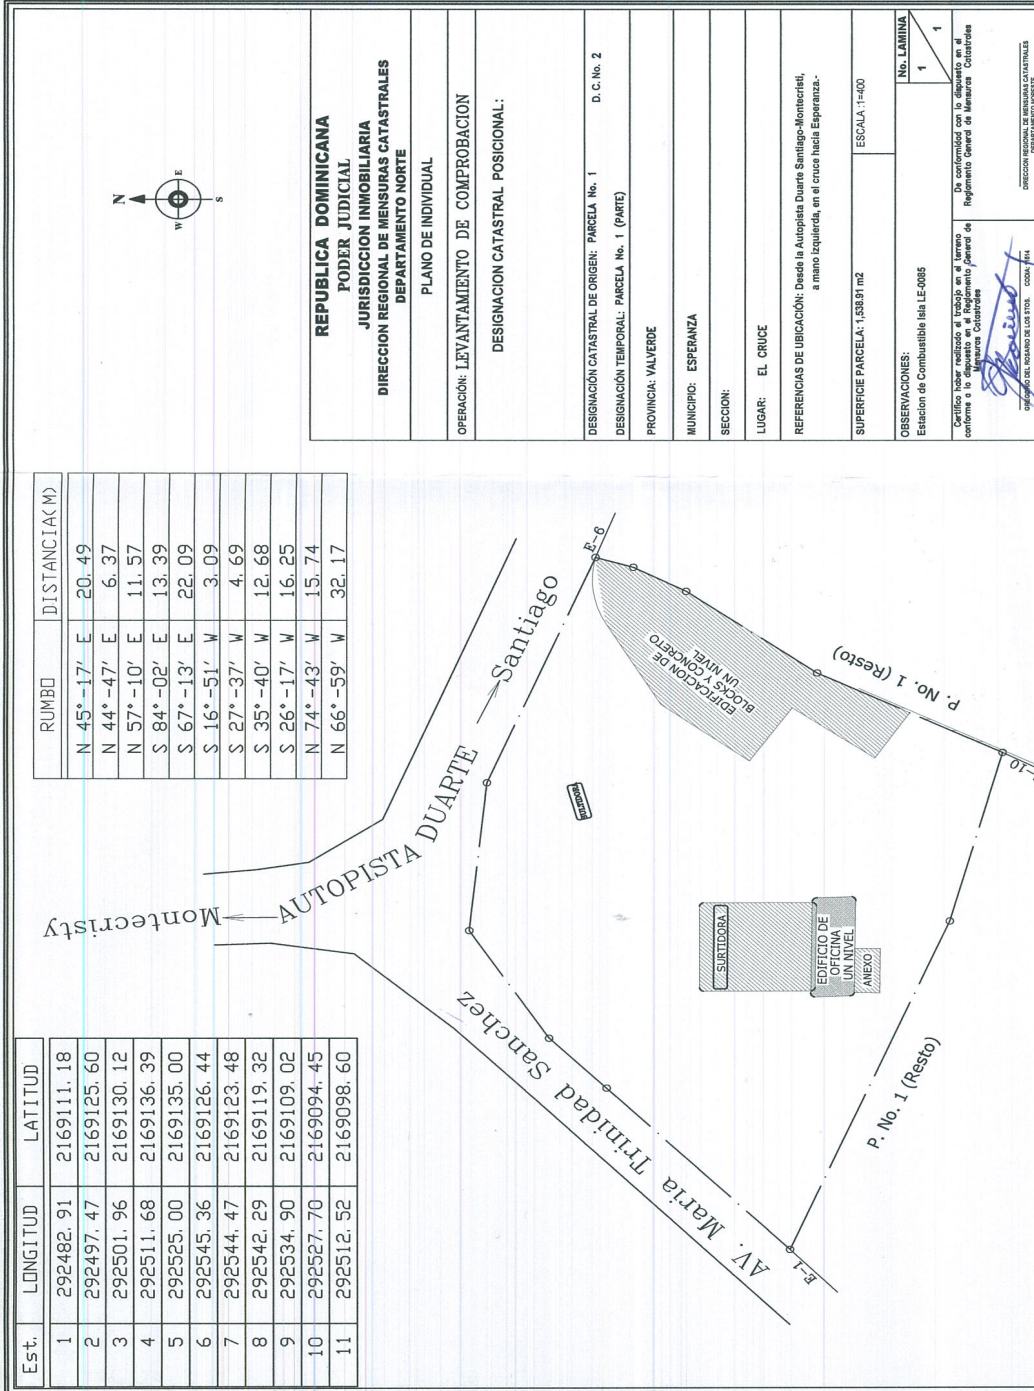 Est. LONGITUD LATITUD
1 292482.91 2169111.18
2 292497.47 2169125.60
3 292501.96 2169130.12
4 292511.68 2169136.39
5 292525.00 2169135.00
6 292545.36 2169126.44
7 292544.47 2169123.48
8 292542.29 2169119.32
9 292534.90 2169109.02
10 292527.70 2169094.45
11 292512.52 2169098.60
RUMBO DISTANCIA(M)
N 45°-17' E 20.49
N 44°-47' E 6.37
N 57°-10' E 11.57
S 84°-02' E 13.39
S 67°-13' E 22.09
S 16°-51' W 3.09
S 27°-37' W 4.69
S 35°-40' W 12.68
S 26°-17' W 16.25
N 74°-43' W 15.74
N 66°-59' W 32.17
N
W E
S
Montecristy
AUTOPISTA DUARTE
Santiago
AV. Maria Trinidad Sanchez
E-6
E-1
P. No. 1 (Resto)
P. No. 1 (Resto)
EDIFICACION DE
BLOCKS Y CONCRETO
UN NIVEL
SURTIDORA
EDIFICIO DE
OFICINA
UN NIVEL
ANEXO
REPUBLICA DOMINICANA
PODER JUDICIAL
JURISDICCION INMOBILIARIA
DIRECCION REGIONAL DE MENSURAS CATASTRALES
DEPARTAMENTO NORTE
PLANO DE INDIVIDUAL
OPERACIÓN: LEVANTAMIENTO DE COMPROBACION
DESIGNACION CATASTRAL POSICIONAL:
DESIGNACIÓN CATASTRAL DE ORIGEN: PARCELA No. 1 D. C. No. 2
DESIGNACIÓN TEMPORAL: PARCELA No. 1 (PARTE)
PROVINCIA: VALVERDE
MUNICIPIO: ESPERANZA
SECCION:
LUGAR: EL CRUCE
REFERENCIAS DE UBICACIÓN: Desde la Autopista Duarte Santiago-Montecristi,
a mano izquierda, en el cruce hacia Esperanza.-
SUPERFICIE PARCELA: 1,538.91 m2 ESCALA :1=400
OBSERVACIONES:
Estacion de Combustible Isla LE-0085
No. LAMINA
1 1
Certifico haber realizado el trabajo en el terreno
conforme a lo dispuesto en el Reglamento General de
Mensuras Catastrales
De conformidad con lo dispuesto en el
Reglamento General de Mensuras Catastrales
DEL ROSARIO DE LOS STOS. CODIA:
DIRECCION REGIONAL DE MENSURAS CATASTRALES